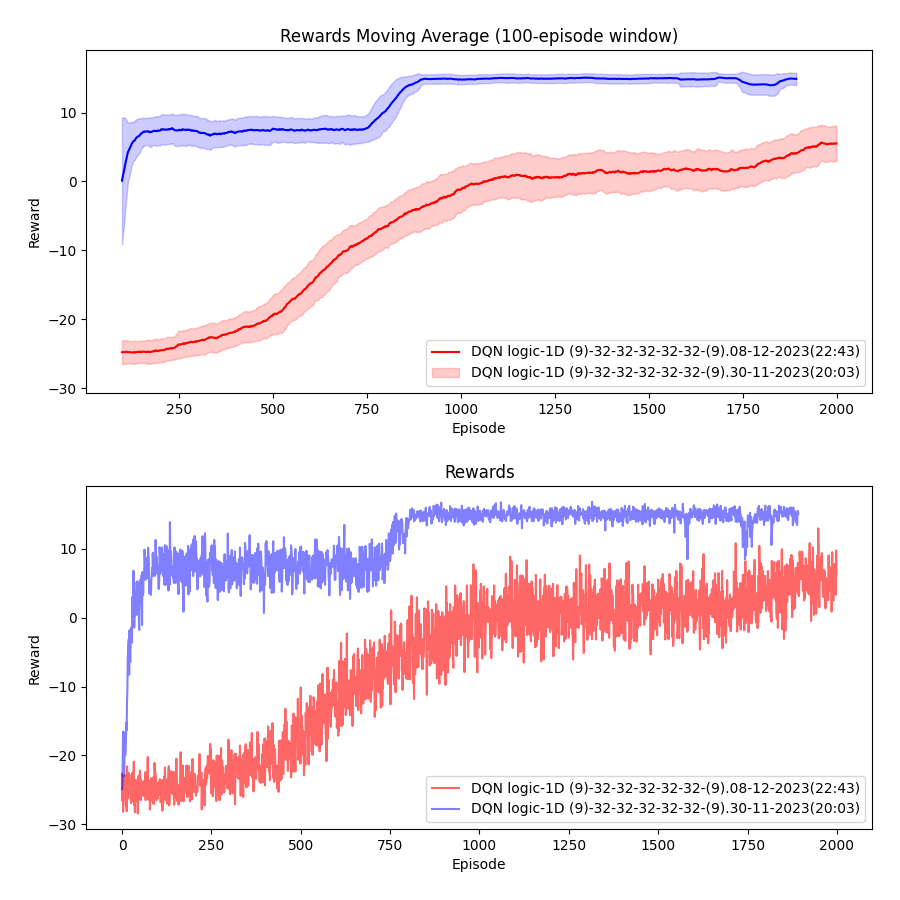 Rewards Moving Average (100-episode window)
10
0
−10
−20
−30
Reward
DQN logic-1D (9)-32-32-32-32-32-(9).08-12-2023(22:43)
DQN logic-1D (9)-32-32-32-32-32-(9).30-11-2023(20:03)
250 500 750 1000 1250 1500 1750 2000
Episode
Rewards
10
0
−10
−20
−30
Reward
DQN logic-1D (9)-32-32-32-32-32-(9).08-12-2023(22:43)
DQN logic-1D (9)-32-32-32-32-32-(9).30-11-2023(20:03)
0 250 500 750 1000 1250 1500 1750 2000
Episode